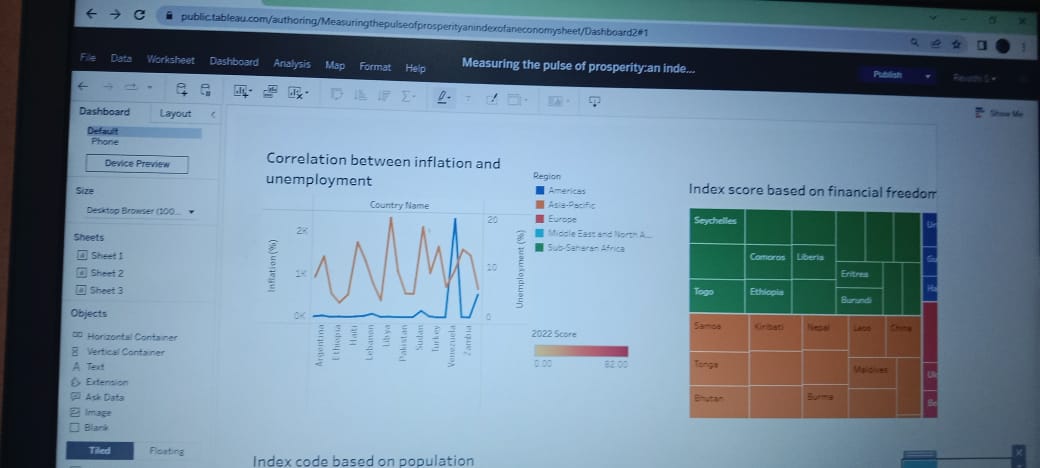 public.tableau.com/authoring/Measuringthepulseofprosperityanindexofaneconomysheet/Dashboard2#1
File Data Worksheet Dashboard Analysis Map Format Help
Measuring the pulse of prosperity:an inde...
Publish
Show Me
Dashboard Layout
Default
Phone
Device Preview
Size
Desktop Browser (100...
Sheets
Sheet 1
Sheet 2
Sheet 3
Objects
Horizontal Container
Vertical Container
Text
Extension
Ask Data
Image
Blank
Tiled Floating
Correlation between inflation and
unemployment
Country Name
Inflation(%)
2K
1K
0K
20
10
0
Unemployment (%)
Argentina
Ethiopia
Haiti
Lebanon
Libya
Pakistan
Sudan
Turkey
Venezuela
Zambia
Region
Americas
Asia-Pacific
Europe
Middle East and North A...
Sub-Saharan Africa
2022 Score
0.00 82.00
Index score based on financial freedom
Seychelles
Comoros Liberia
Eritrea
Togo Ethiopia
Burundi
Samoa Kiribati Nepal Laos China
Tonga
Maldives
Bhutan
Burma
Index code based on population